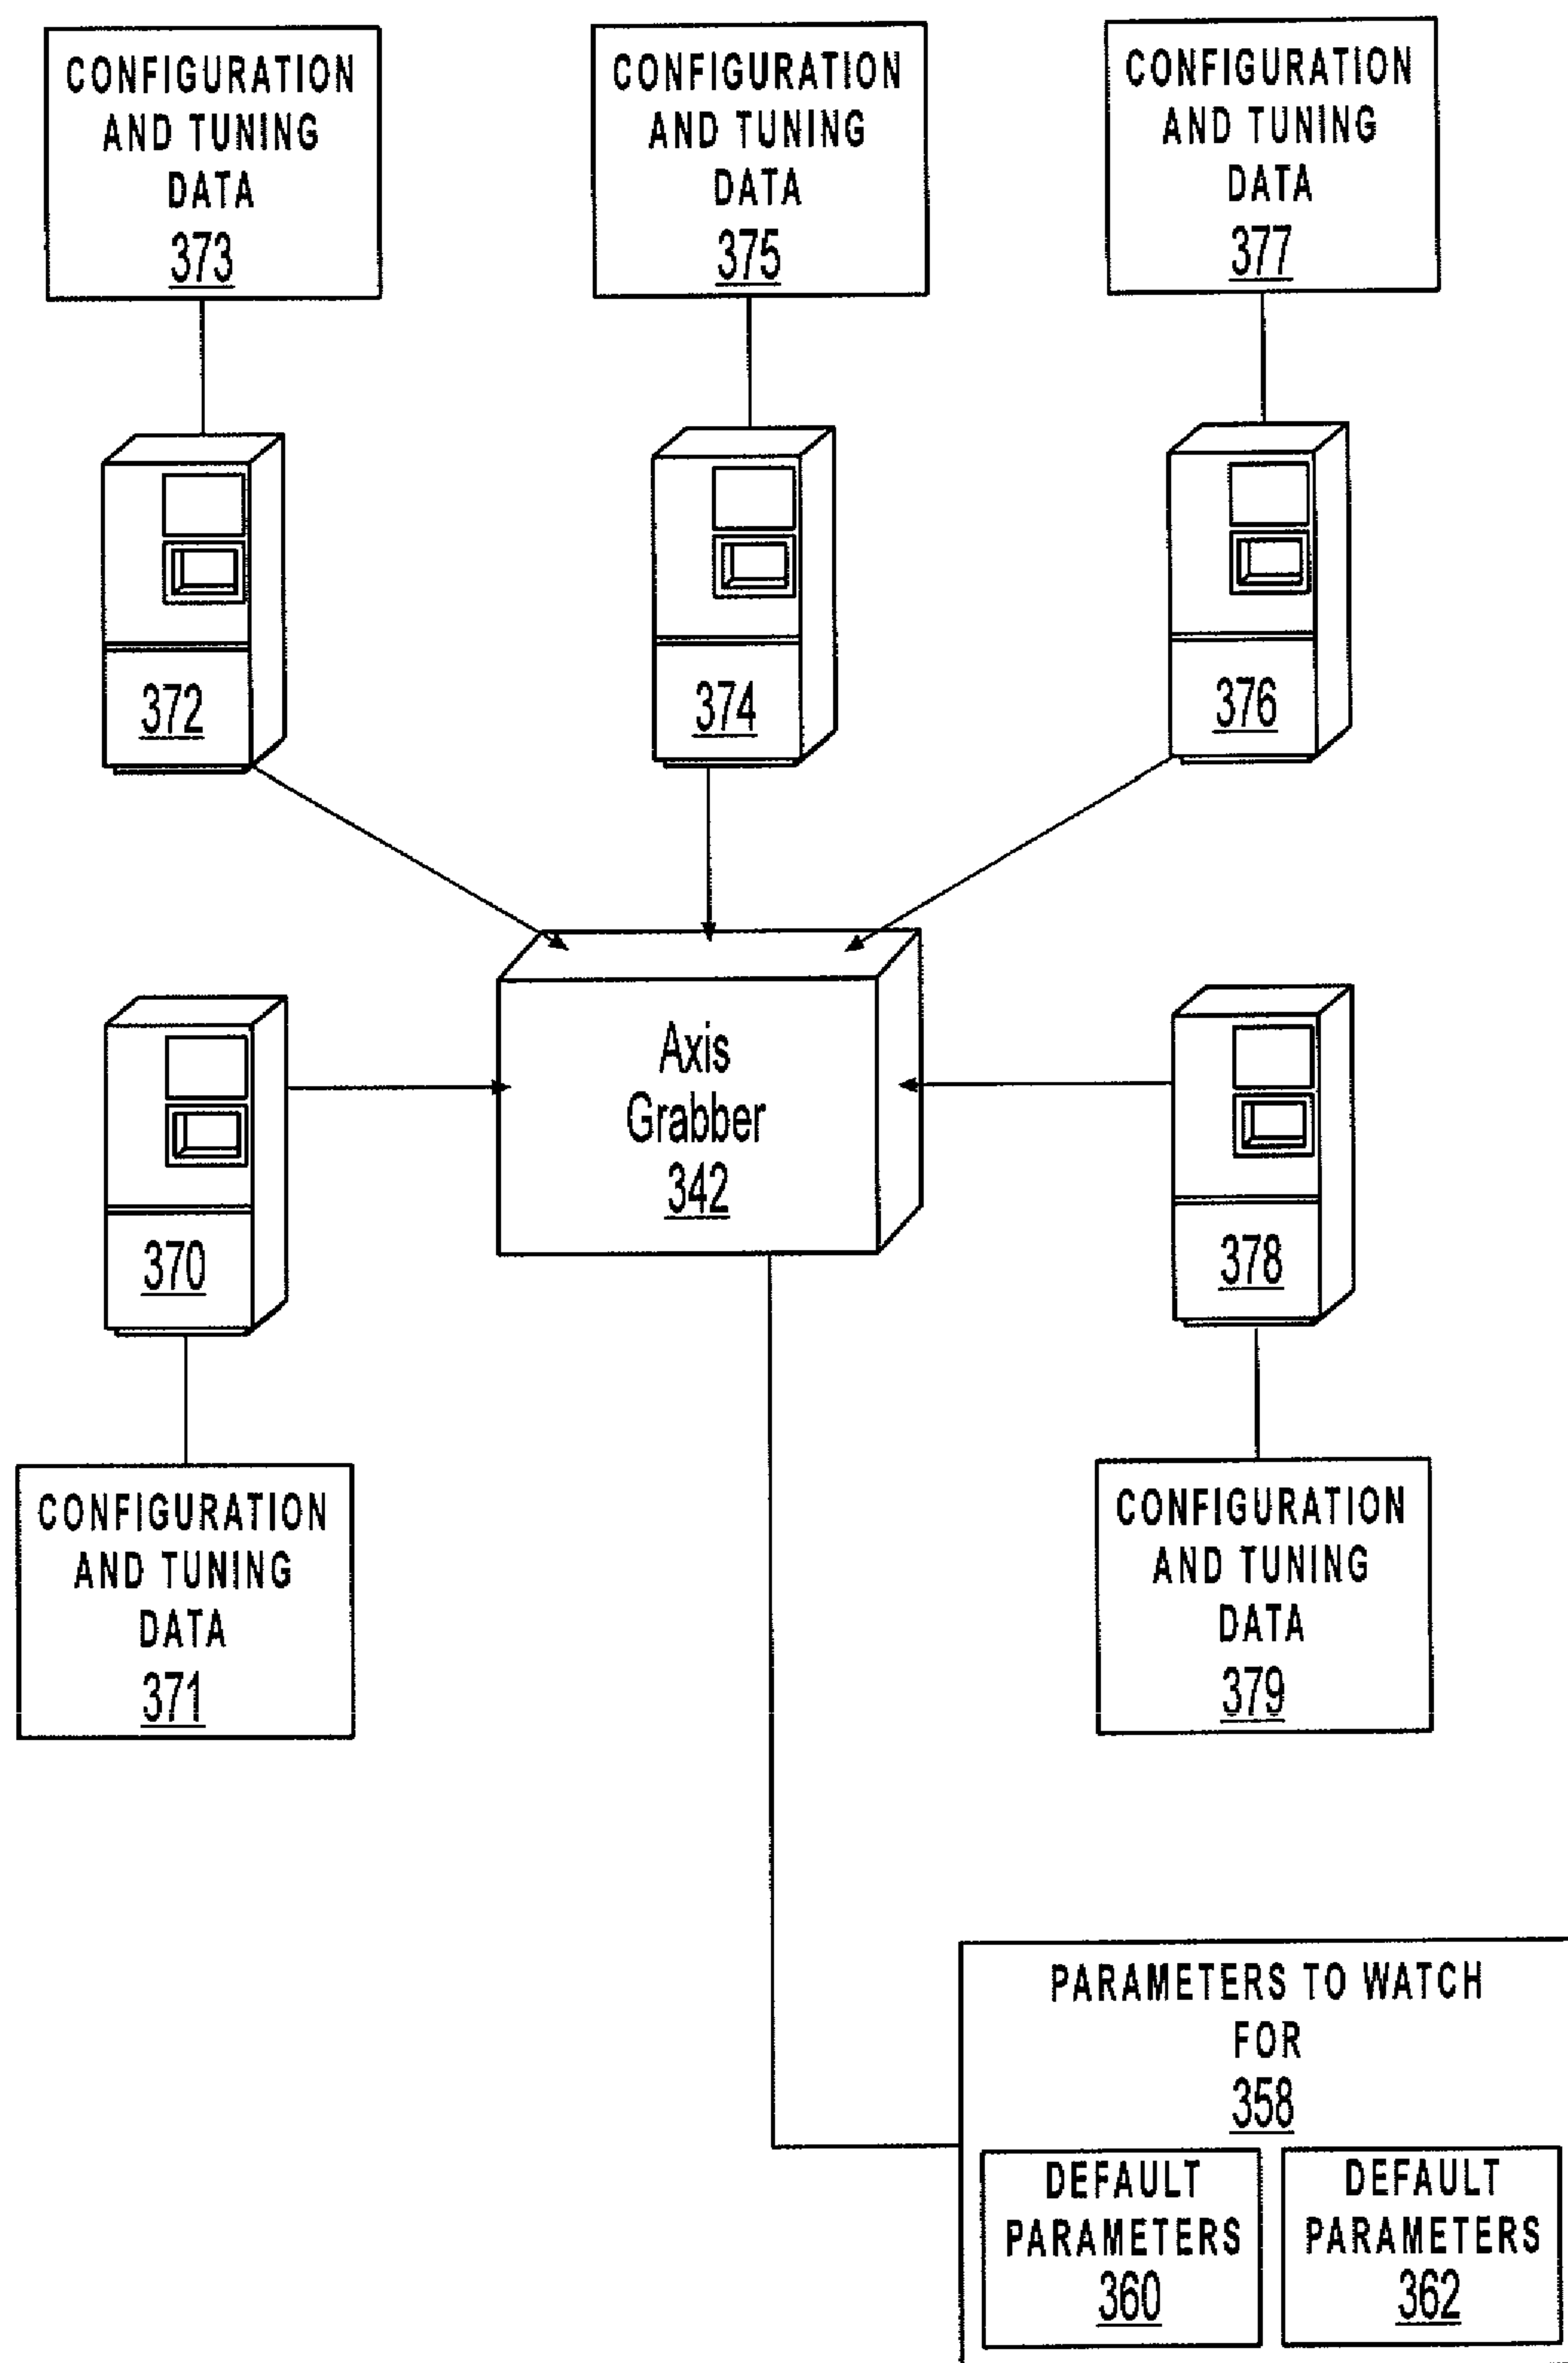 CONFIGURATION
AND TUNING
DATA
373
CONFIGURATION
AND TUNING
DATA
375
CONFIGURATION
AND TUNING
DATA
377
372
374
376
Axis
Grabber
342
370
378
CONFIGURATION
AND TUNING
DATA
371
CONFIGURATION
AND TUNING
DATA
379
PARAMETERS TO WATCH
FOR
358
DEFAULT
PARAMETERS
360
DEFAULT
PARAMETERS
362